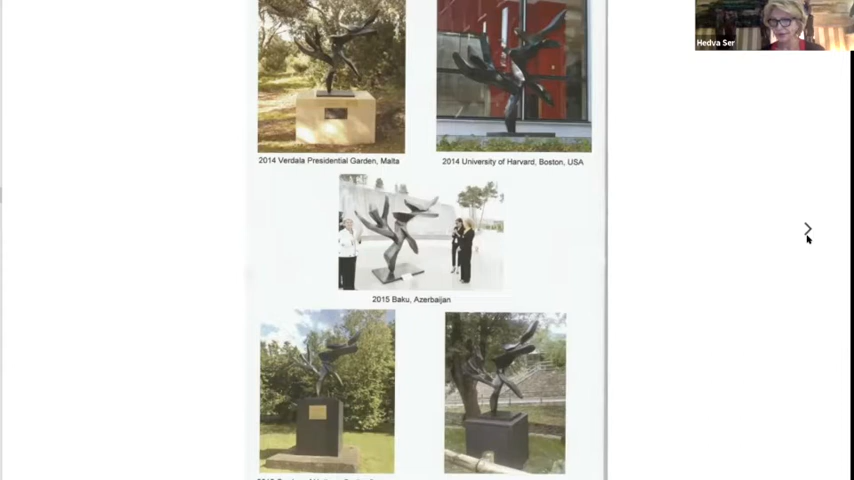 Hedva Ser
2014 Verdala Presidential Garden, Malta
2014 University of Harvard, Boston, USA
2015 Baku, Azerbaijan